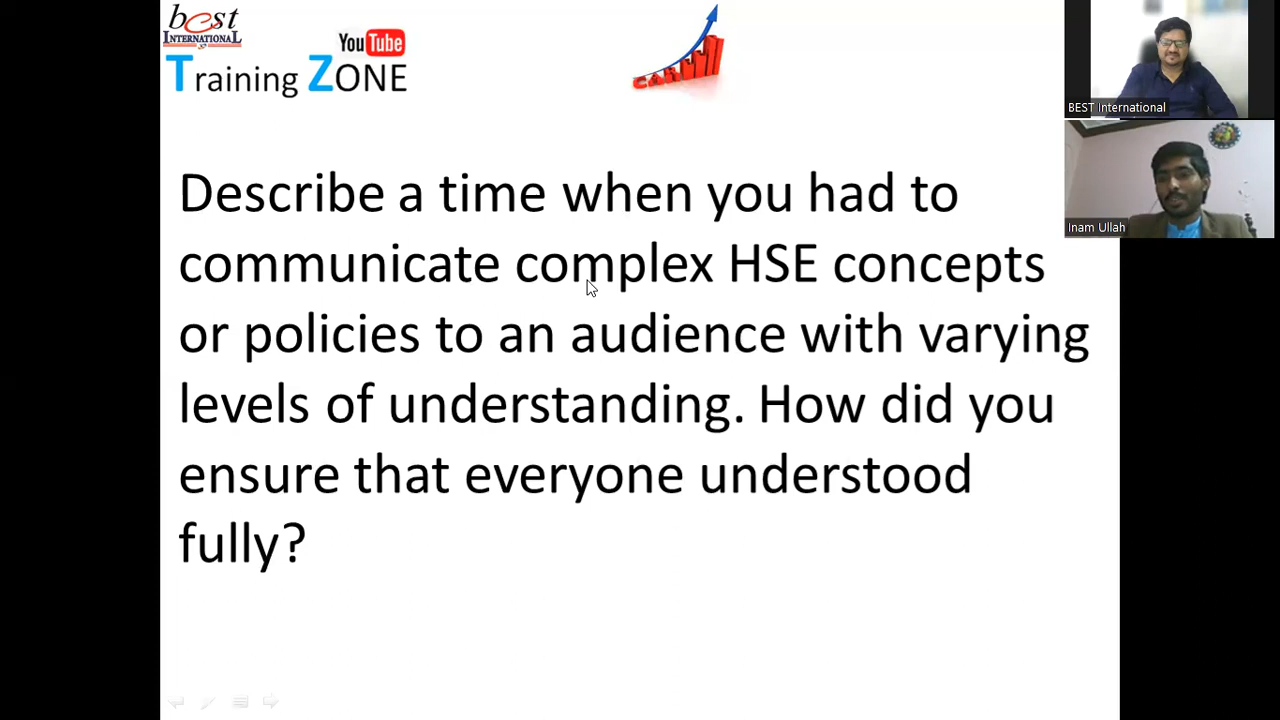 best
INTERNATIONAL
YouTube
Training ZONE
CAREER
BEST International
Inam Ullah
Describe a time when you had to
communicate complex HSE concepts
or policies to an audience with varying
levels of understanding. How did you
ensure that everyone understood
fully?